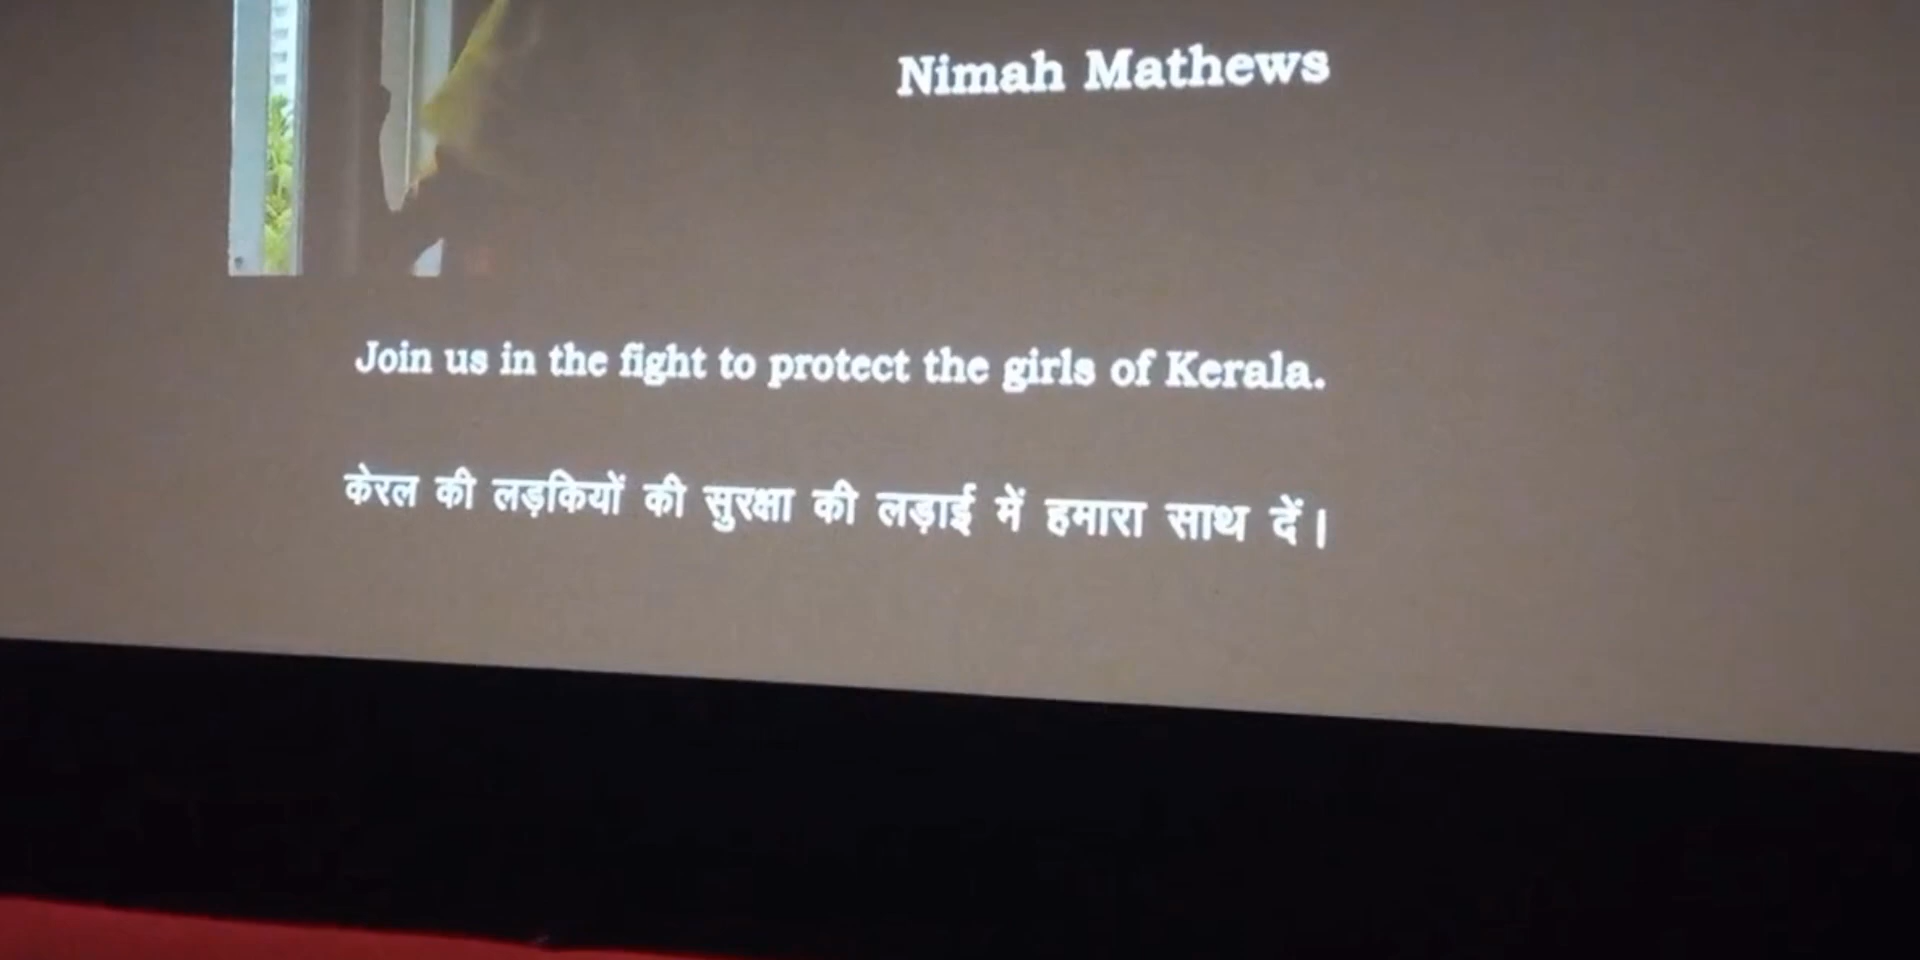 Nimah Mathews
Join us in the fight to protect the girls of Kerala.
केरल की लड़कियों की सुरक्षा की लड़ाई में हमारा साथ दें।